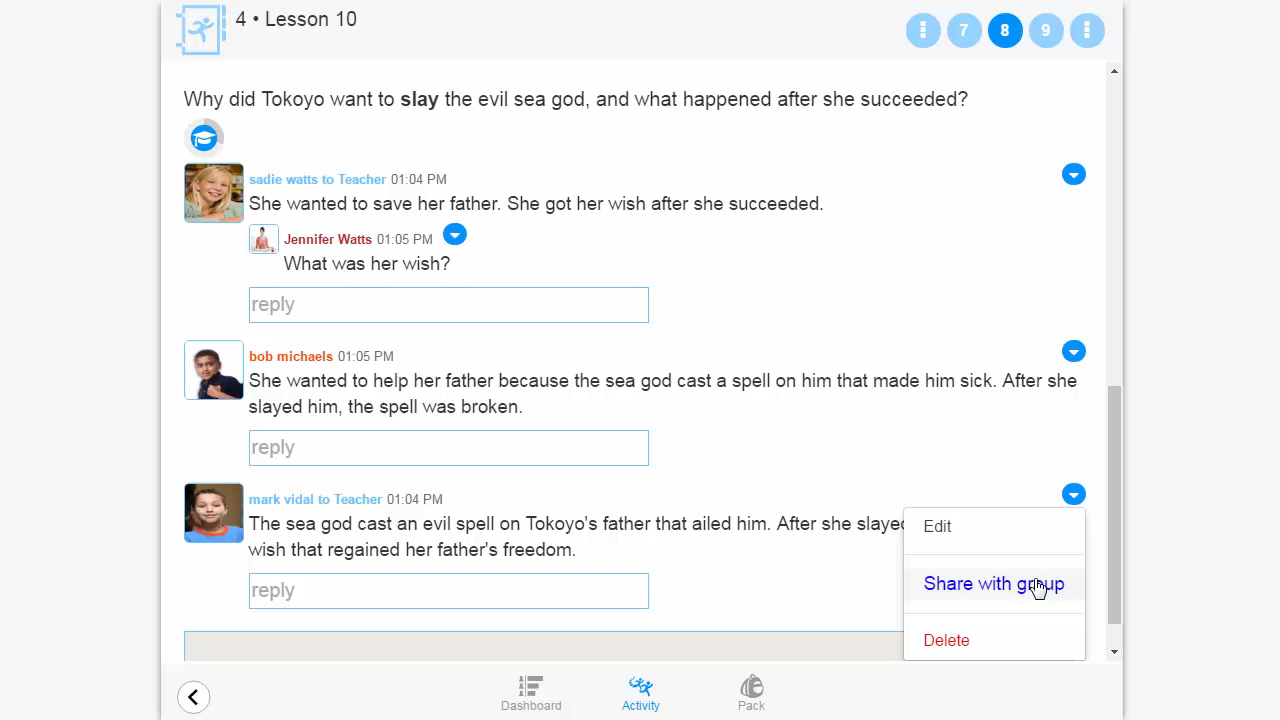 4 • Lesson 10
7
8
9
Why did Tokoyo want to slay the evil sea god, and what happened after she succeeded?
sadie watts to Teacher 01:04 PM
She wanted to save her father. She got her wish after she succeeded.
Jennifer Watts 01:05 PM
What was her wish?
reply
bob michaels 01:05 PM
She wanted to help her father because the sea god cast a spell on him that made him sick. After she
slayed him, the spell was broken.
reply
mark vidal to Teacher 01:04 PM
The sea god cast an evil spell on Tokoyo's father that ailed him. After she slayed
wish that regained her father's freedom.
reply
Edit
Share with group
Delete
Dashboard
Activity
Pack